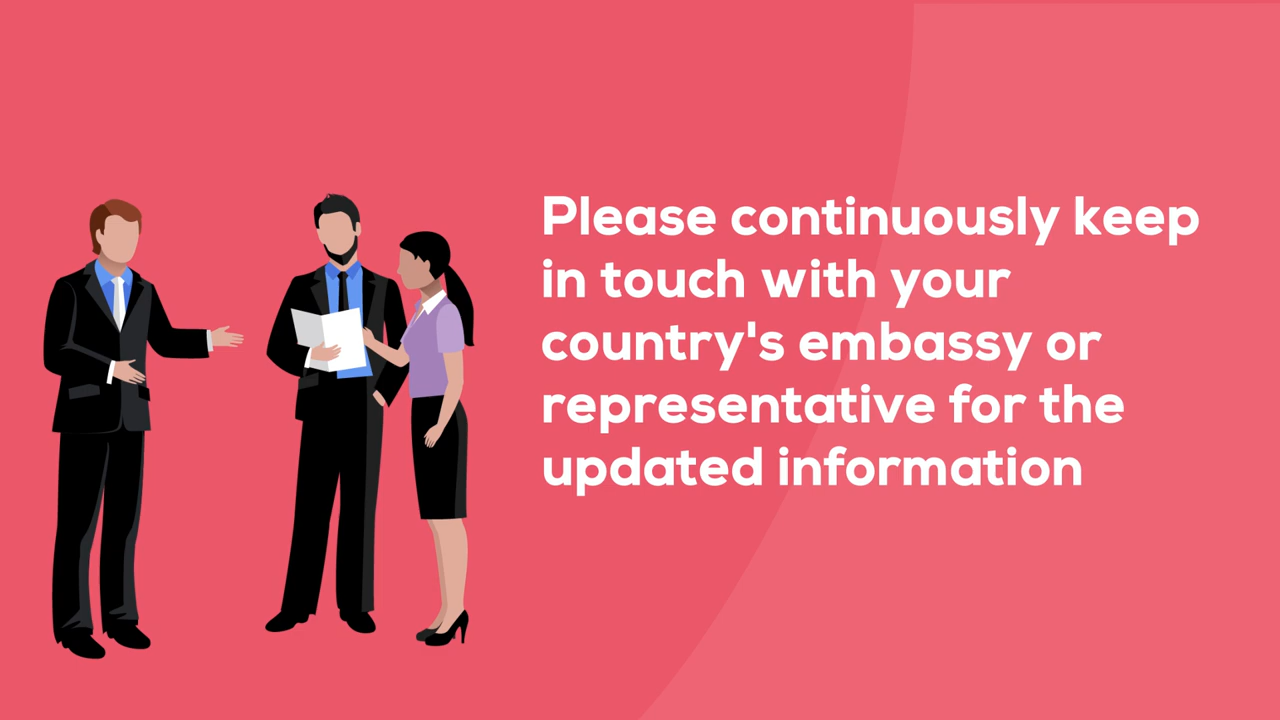 Please continuously keep
in touch with your
country's embassy or
representative for the
updated information